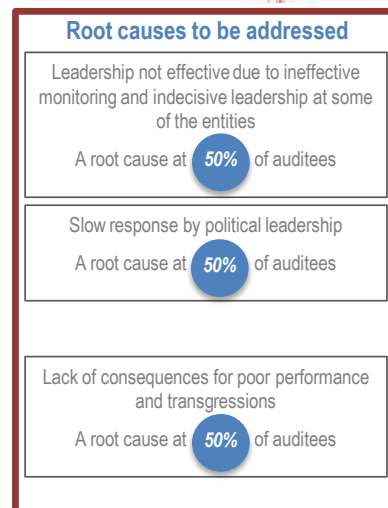 Root causes to be addressed
Leadership not effective due to ineffective
monitoring and indecisive leadership at some
of the entities
A root cause at 50% of auditees
Slow response by political leadership
A root cause at 50% of auditees
Lack of consequences for poor performance
and transgressions
A root cause at 50% of auditees